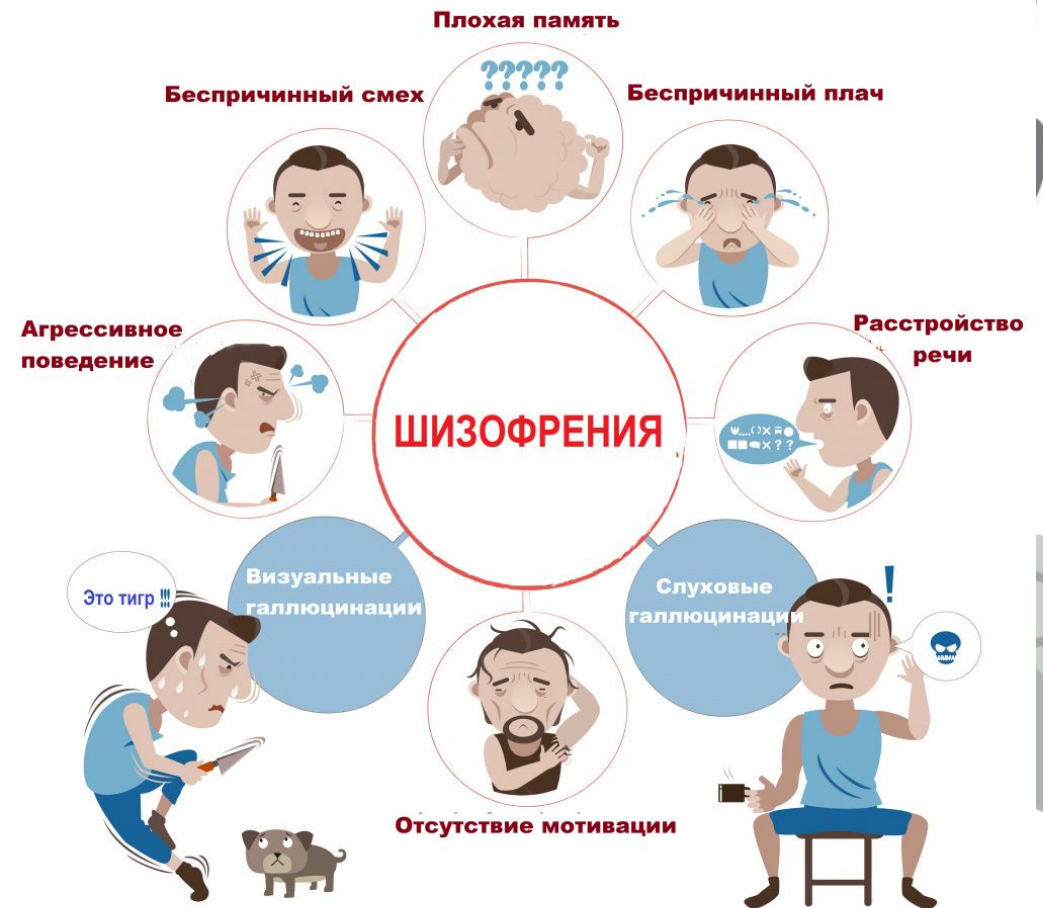 Плохая память
Беспричинный смех
Беспричинный плач
?????
Агрессивное
поведение
Расстройство
речи
ШИЗОФРЕНИЯ
Визуальные
галлюцинации
Слуховые
галлюцинации
Это тигр !!!
!
Отсутствие мотивации